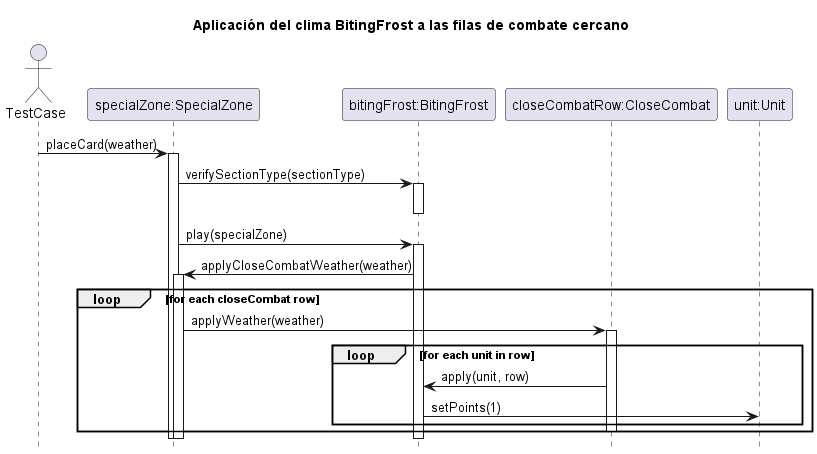 Aplicación del clima BitingFrost a las filas de combate cercano
TestCase
specialZone:SpecialZone
bitingFrost:BitingFrost
closeCombatRow:CloseCombat
unit:Unit
placeCard(weather)
verifySectionType(sectionType)
play(specialZone)
applyCloseCombatWeather(weather)
loop [for each closeCombat row]
applyWeather(weather)
loop [for each unit in row]
apply(unit, row)
setPoints(1)